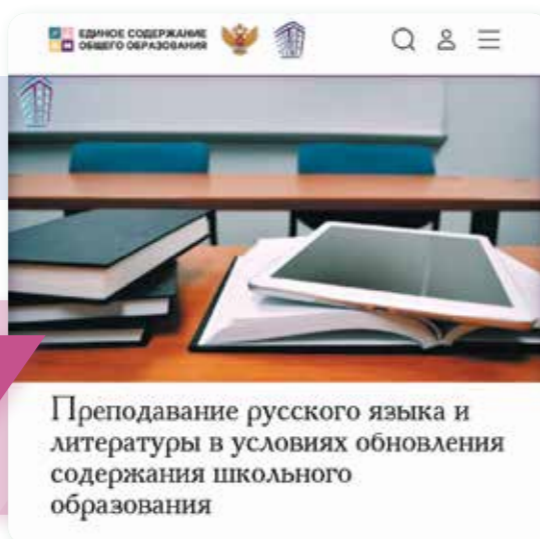 ЕДИНОЕ СОДЕРЖАНИЕ
ОБЩЕГО ОБРАЗОВАНИЯ
Преподавание русского языка и
литературы в условиях обновления
содержания школьного
образования